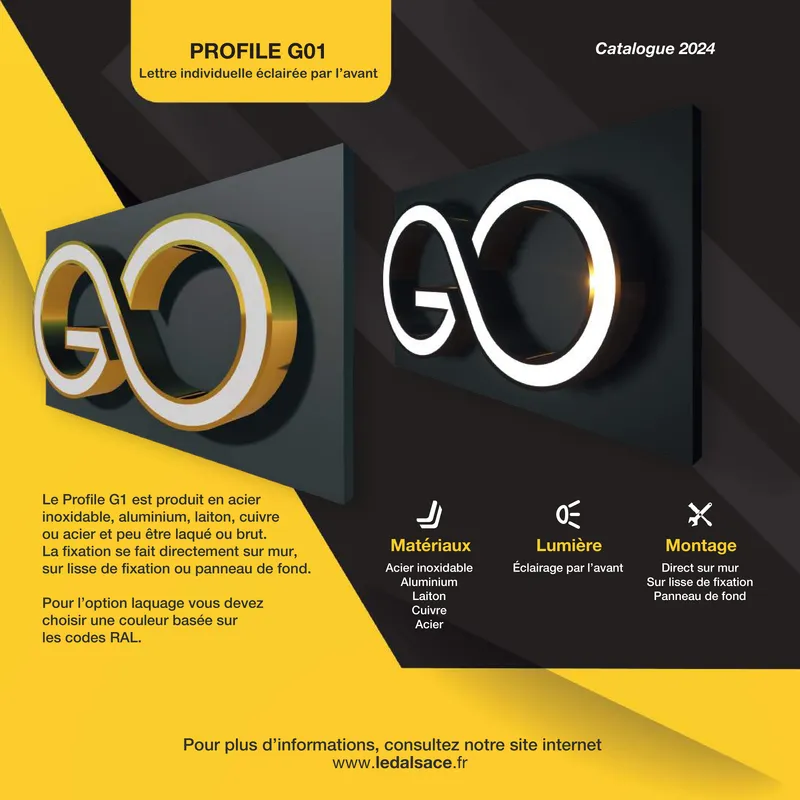 PROFILE G01
Lettre individuelle éclairée par l'avant
Catalogue 2024
GO
GO
Le Profile G1 est produit en acier
inoxidable, aluminium, laiton, cuivre
ou acier et peu être laqué ou brut.
La fixation se fait directement sur mur,
sur lisse de fixation ou panneau de fond.
Pour l'option laquage vous devez
choisir une couleur basée sur
les codes RAL.
Matériaux
Acier inoxidable
Aluminium
Laiton
Cuivre
Acier
Lumière
Éclairage par l'avant
Montage
Direct sur mur
Sur lisse de fixation
Panneau de fond
Pour plus d'informations, consultez notre site internet
www.ledalsace.fr